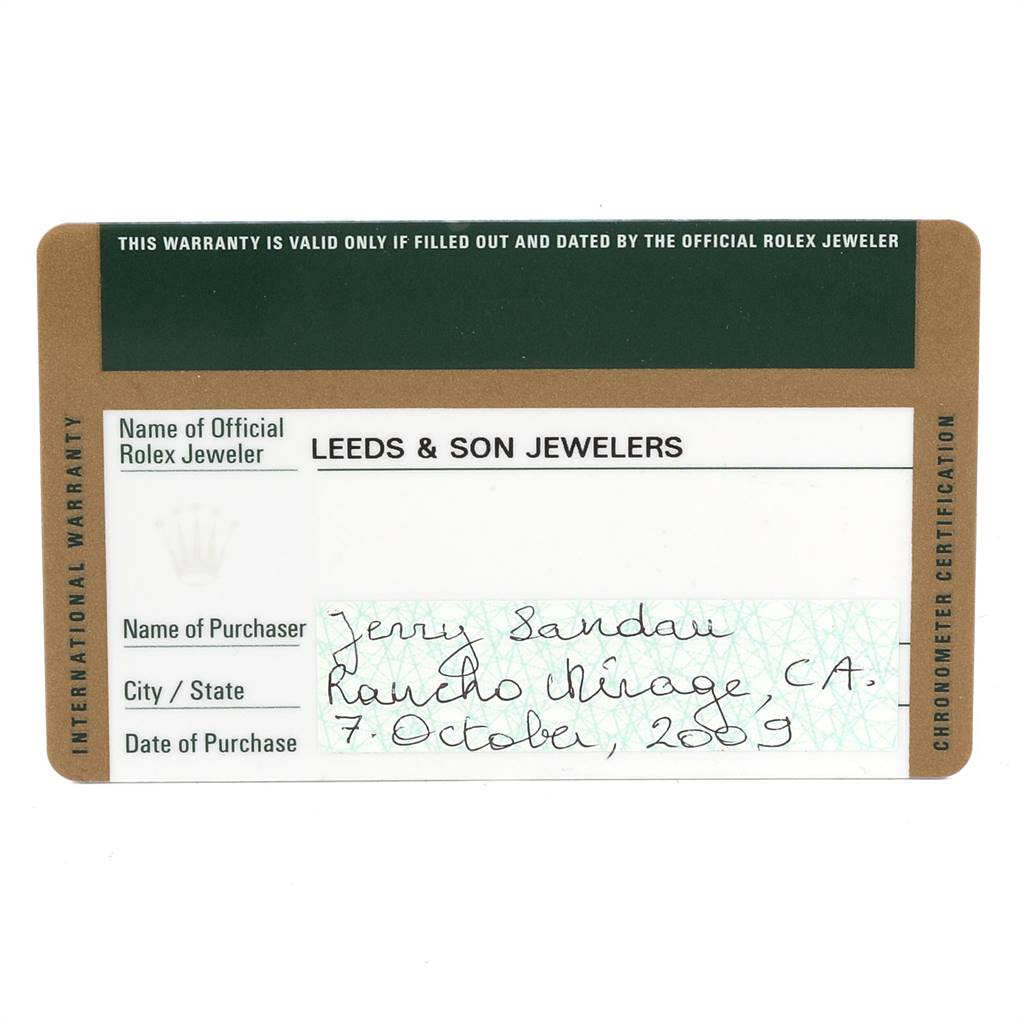 THIS WARRANTY IS VALID ONLY IF FILLED OUT AND DATED BY THE OFFICIAL ROLEX JEWELER
INTERNATIONAL WARRANTY
Name of Official
Rolex Jeweler
LEEDS & SON JEWELERS
Name of Purchaser
Jerry Sandau
City / State
Rancho Mirage, CA.
Date of Purchase
7. October, 2009
CHRONOMETER CERTIFICATION